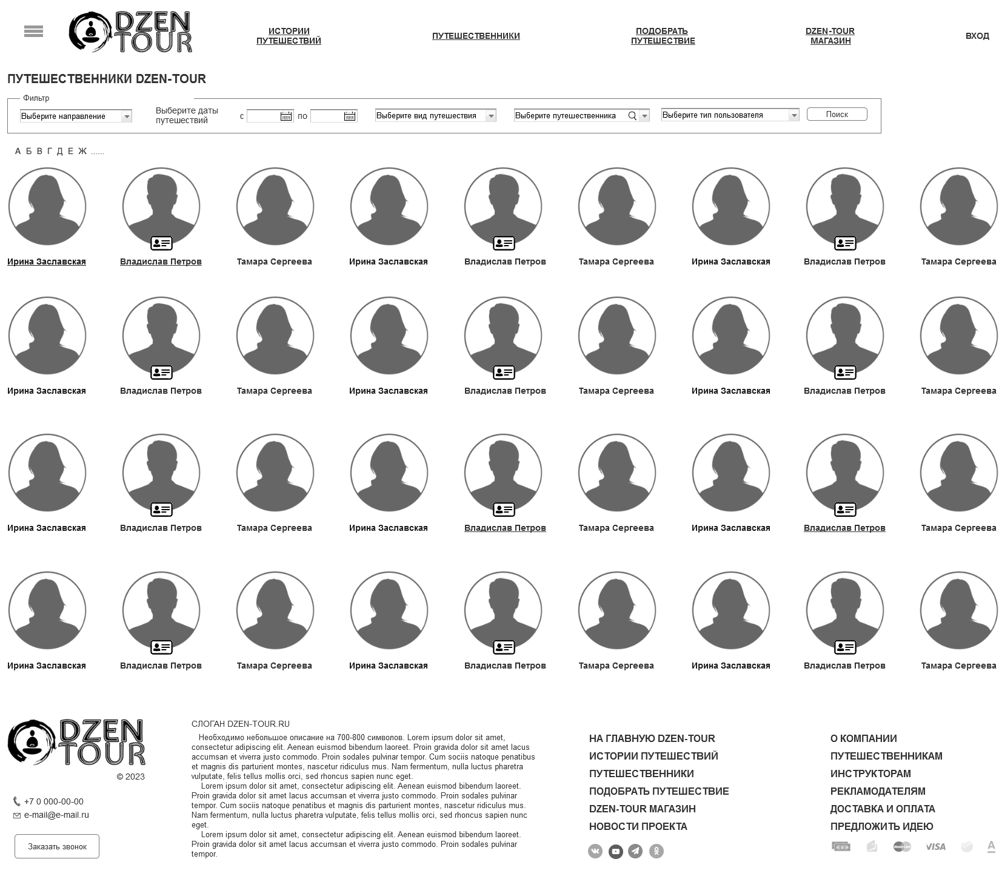 DZEN
TOUR
ИСТОРИИ
ПУТЕШЕСТВИЙ
ПУТЕШЕСТВЕННИКИ
ПОДОБРАТЬ
ПУТЕШЕСТВИЕ
DZEN-TOUR
МАГАЗИН
ВХОД
ПУТЕШЕСТВЕННИКИ DZEN-TOUR
Фильтр
Выберите направление
Выберите даты
путешествий
с
по
Выберите вид путешествия
Выберите путешественника
Выберите тип пользователя
Поиск
А Б В Г Д Е Ж ......
Ирина Заславская Владислав Петров Тамара Сергеева Ирина Заславская Владислав Петров Тамара Сергеева Ирина Заславская Владислав Петров Тамара Сергеева
Ирина Заславская Владислав Петров Тамара Сергеева Ирина Заславская Владислав Петров Тамара Сергеева Ирина Заславская Владислав Петров Тамара Сергеева
Ирина Заславская Владислав Петров Тамара Сергеева Ирина Заславская Владислав Петров Тамара Сергеева Ирина Заславская Владислав Петров Тамара Сергеева
Ирина Заславская Владислав Петров Тамара Сергеева Ирина Заславская Владислав Петров Тамара Сергеева Ирина Заславская Владислав Петров Тамара Сергеева
DZEN
TOUR
© 2023
+7 0 000-00-00
e-mail@e-mail.ru
Заказать звонок
СЛОГАН DZEN-TOUR.RU
Необходимо небольшое описание на 700-800 символов. Lorem ipsum dolor sit amet,
consectetur adipiscing elit. Aenean euismod bibendum laoreet. Proin gravida dolor sit amet lacus
accumsan et viverra justo commodo. Proin sodales pulvinar tempor. Cum sociis natoque penatibus
et magnis dis parturient montes, nascetur ridiculus mus. Nam fermentum, nulla luctus pharetra
vulputate, felis tellus mollis orci, sed rhoncus sapien nunc eget.
Lorem ipsum dolor sit amet, consectetur adipiscing elit. Aenean euismod bibendum laoreet.
Proin gravida dolor sit amet lacus accumsan et viverra justo commodo. Proin sodales pulvinar
tempor. Cum sociis natoque penatibus et magnis dis parturient montes, nascetur ridiculus mus.
Nam fermentum, nulla luctus pharetra vulputate, felis tellus mollis orci, sed rhoncus sapien nunc
eget.
Lorem ipsum dolor sit amet, consectetur adipiscing elit. Aenean euismod bibendum laoreet.
Proin gravida dolor sit amet lacus accumsan et viverra justo commodo. Proin sodales pulvinar
tempor.
НА ГЛАВНУЮ DZEN-TOUR
ИСТОРИИ ПУТЕШЕСТВИЙ
ПУТЕШЕСТВЕННИКИ
ПОДОБРАТЬ ПУТЕШЕСТВИЕ
DZEN-TOUR МАГАЗИН
НОВОСТИ ПРОЕКТА
О КОМПАНИИ
ПУТЕШЕСТВЕННИКАМ
ИНСТРУКТОРАМ
РЕКЛАМОДАТЕЛЯМ
ДОСТАВКА И ОПЛАТА
ПРЕДЛОЖИТЬ ИДЕЮ
MasterCard
VISA
А